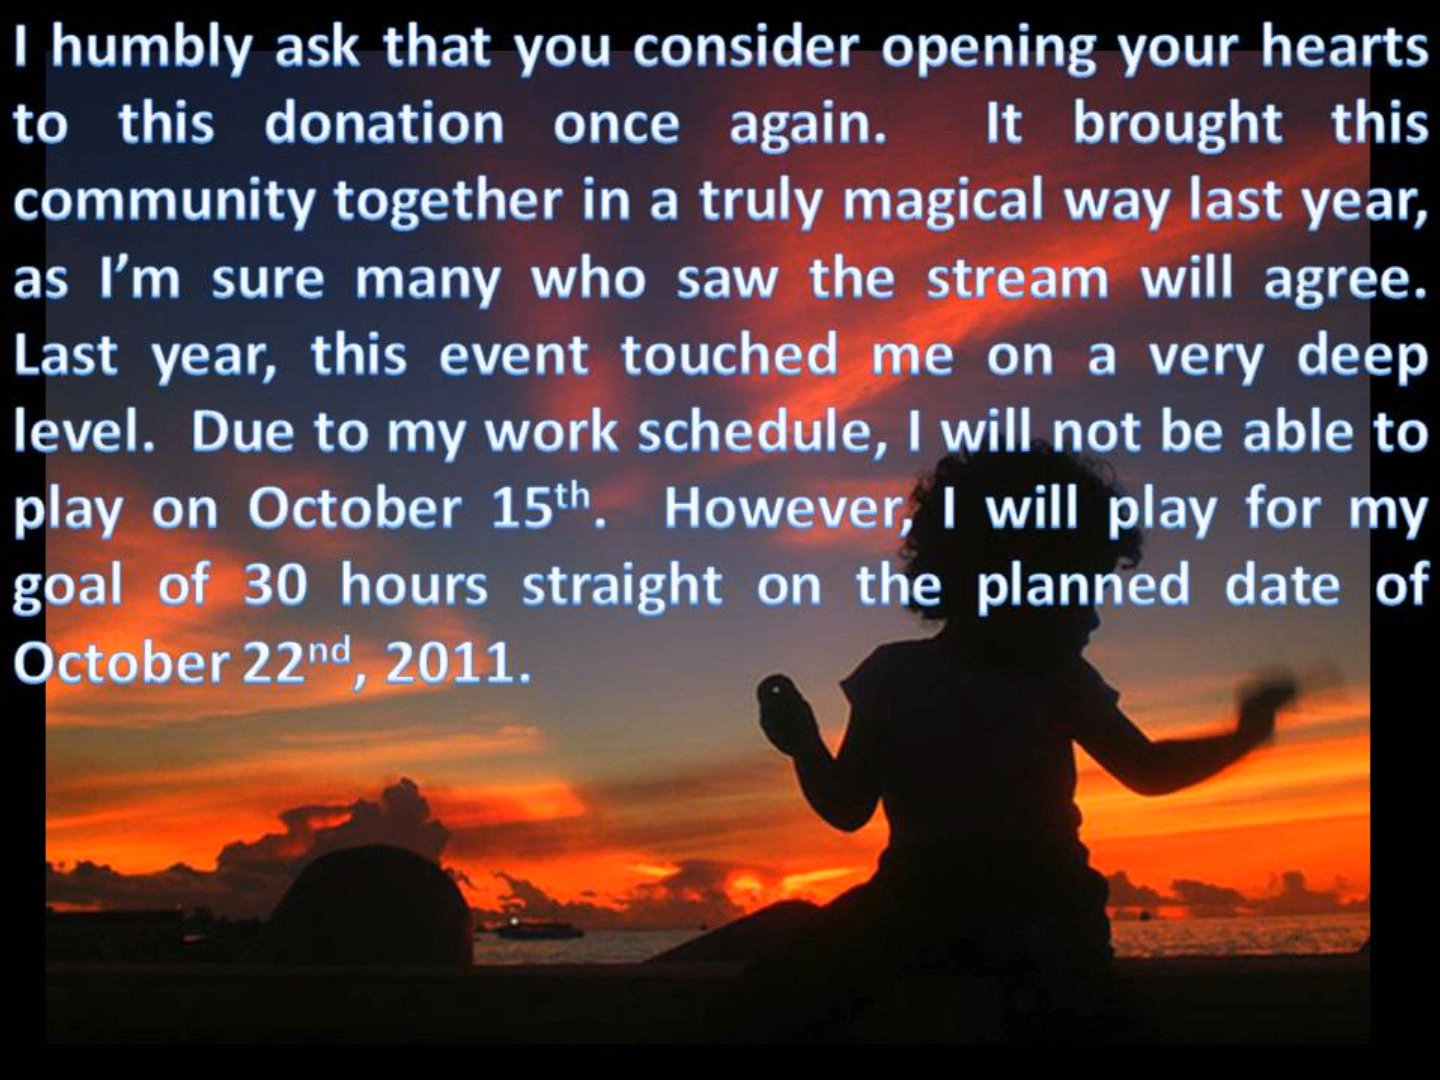 I humbly ask that you consider opening your hearts
to this donation once again. It brought this
community together in a truly magical way last year,
as I’m sure many who saw the stream will agree.
Last year, this event touched me on a very deep
level. Due to my work schedule, I will not be able to
play on October 15th. However, I will play for my
goal of 30 hours straight on the planned date of
October 22nd, 2011.